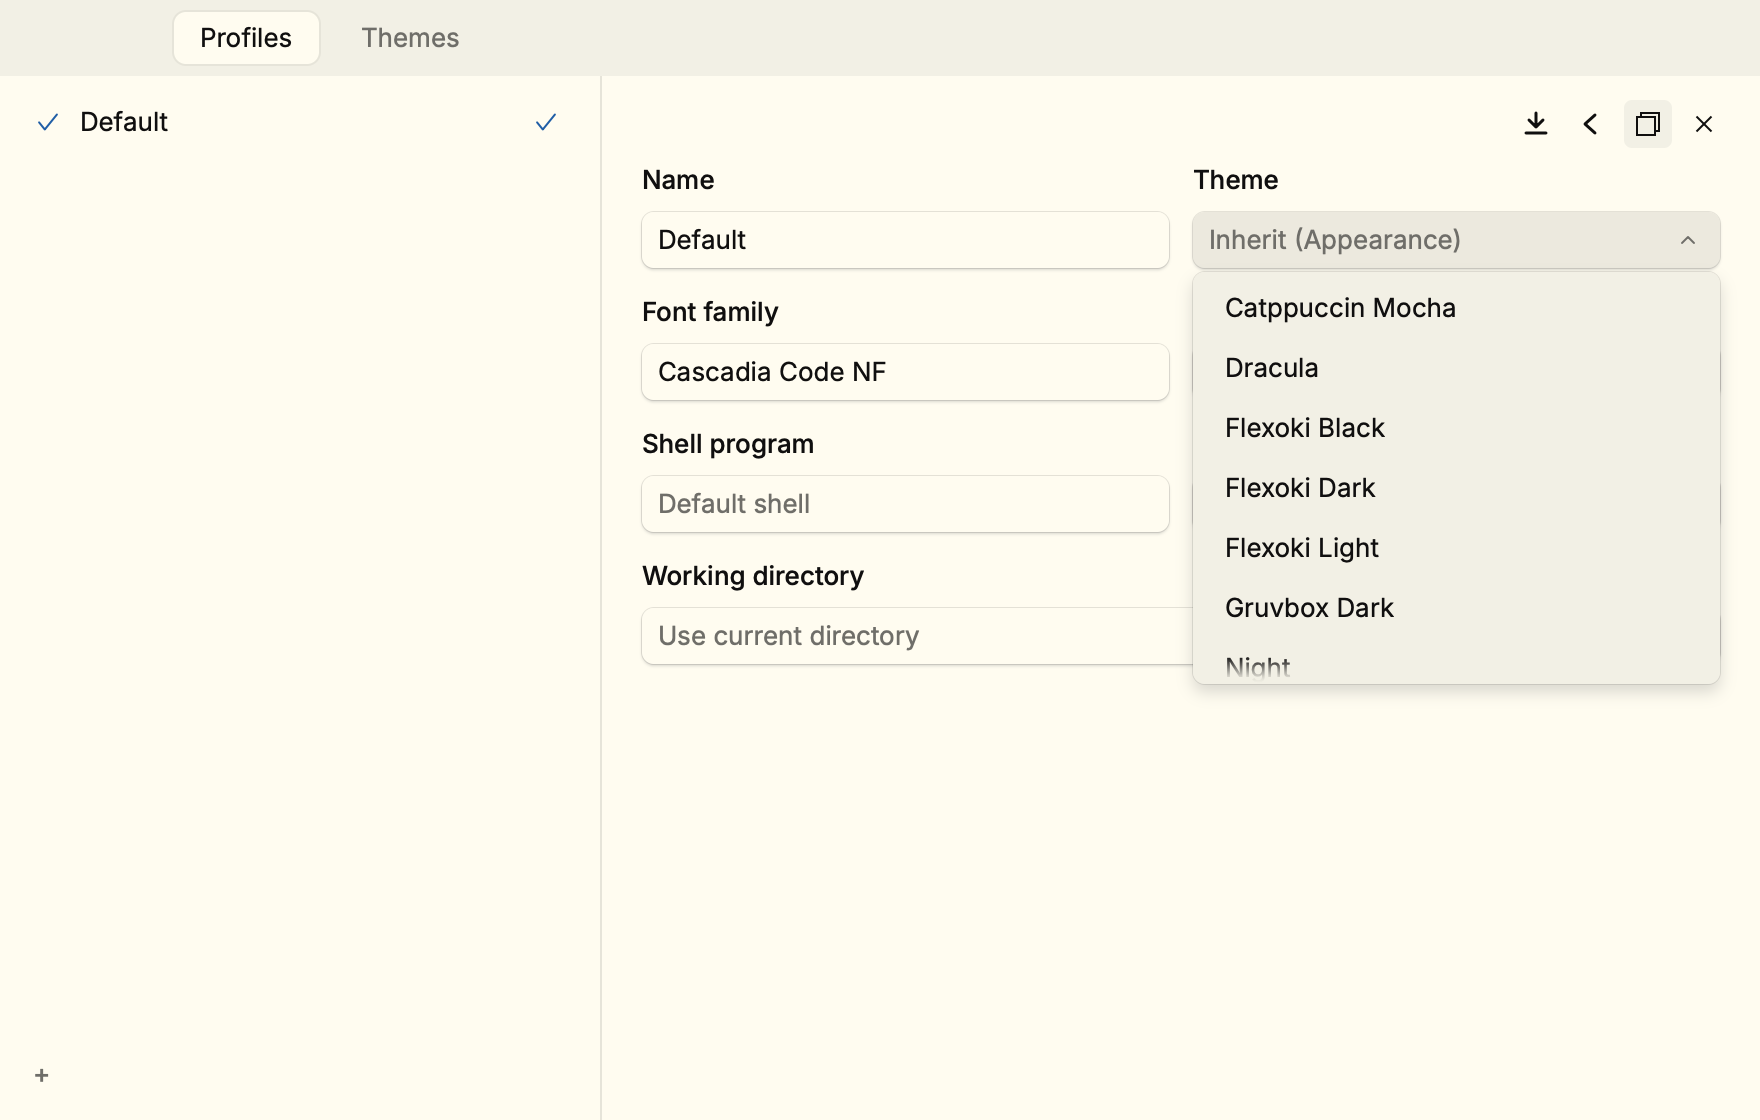 Profiles
Themes
Default
Name
Default
Theme
Inherit (Appearance)
Font family
Cascadia Code NF
Shell program
Default shell
Working directory
Use current directory
Catppuccin Mocha
Dracula
Flexoki Black
Flexoki Dark
Flexoki Light
Gruvbox Dark
Night